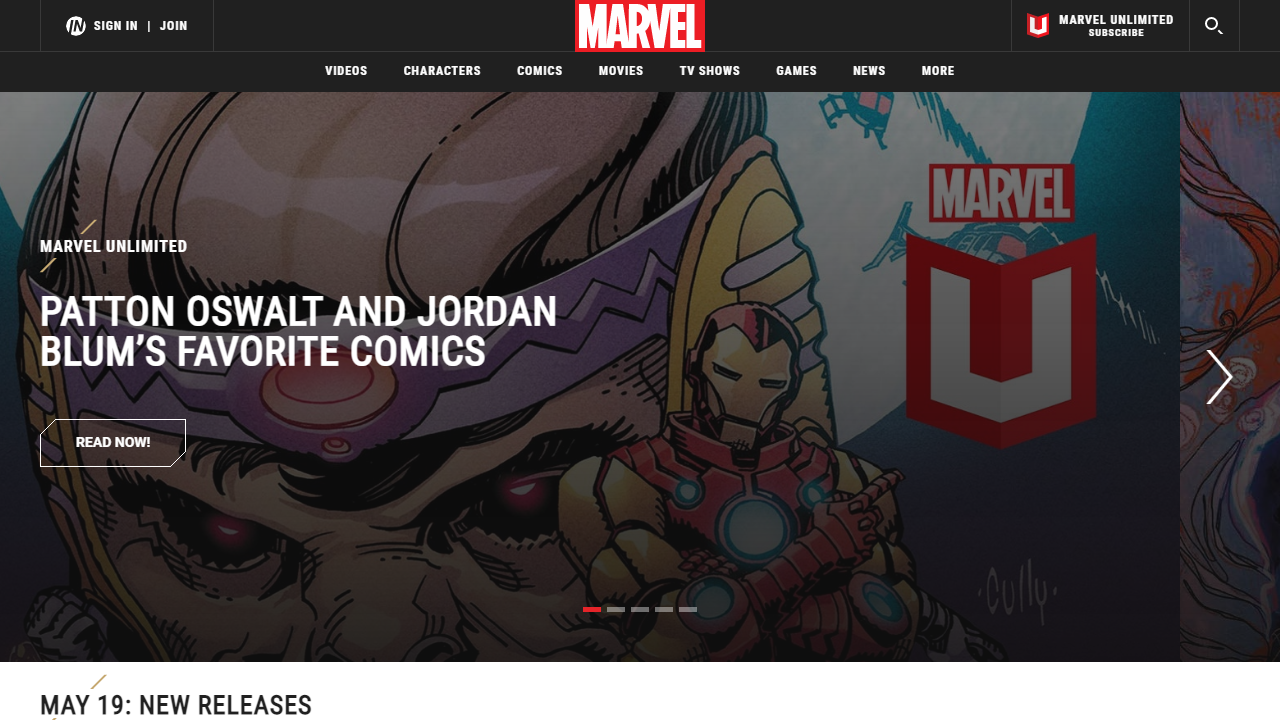 SIGN IN | JOIN
MARVEL
MARVEL UNLIMITED
SUBSCRIBE
VIDEOS CHARACTERS COMICS MOVIES TV SHOWS GAMES NEWS MORE
MARVEL
MARVEL UNLIMITED
PATTON OSWALT AND JORDAN
BLUM’S FAVORITE COMICS
READ NOW!
cully
MAY 19: NEW RELEASES